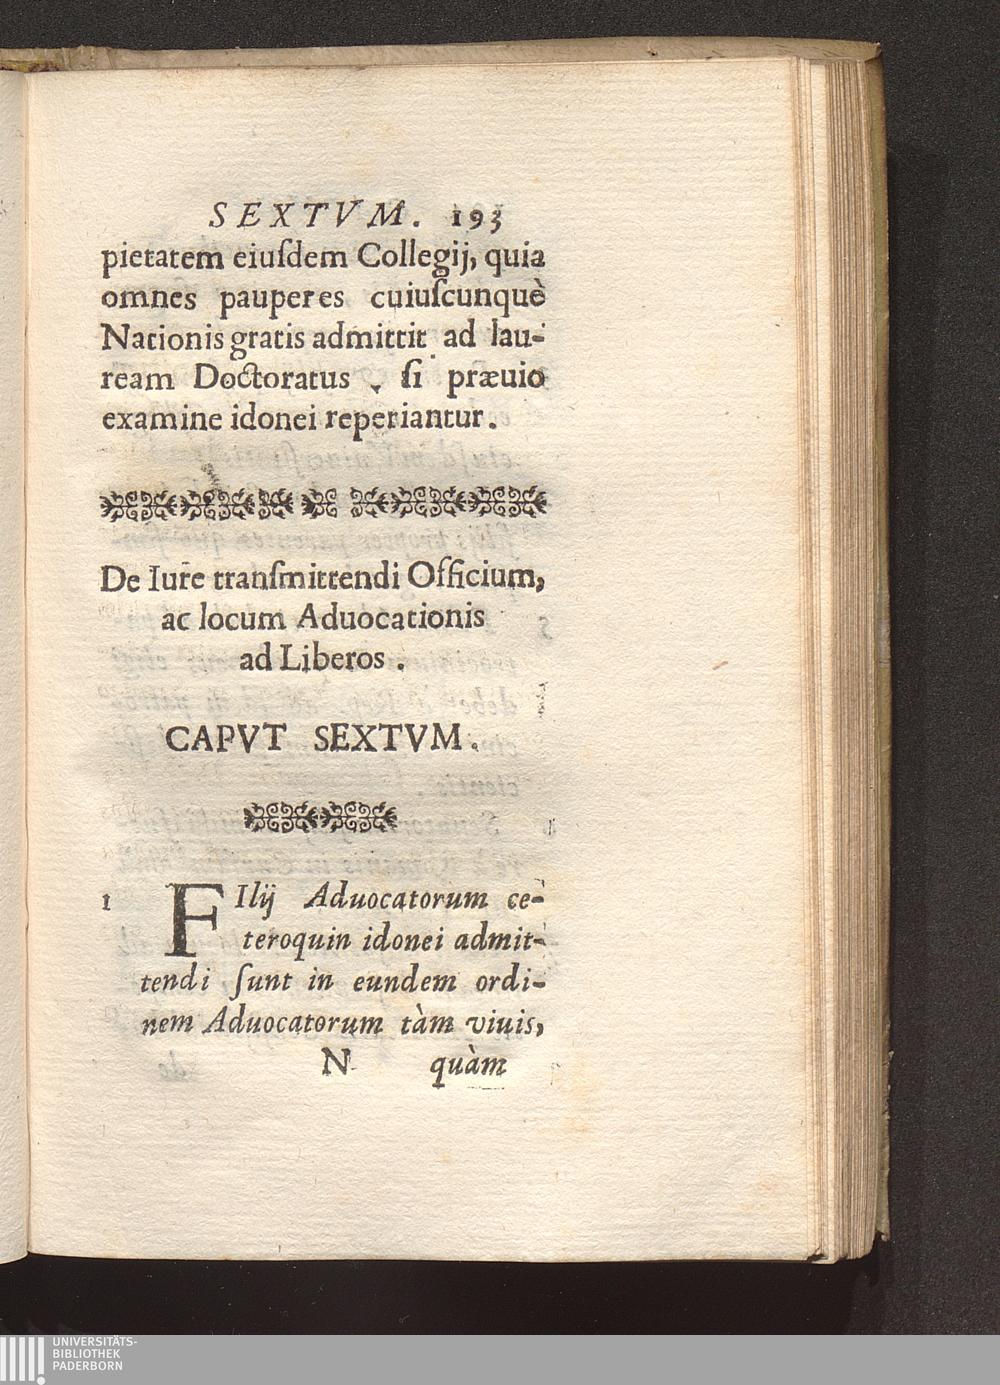 SEXTVM. 193
pietatem eiuſdem Collegij, quia
omnes pauperes cuiuſcunquè
Nationis gratis admittit ad lau-
ream Doctoratus, ſi præuio
examine idonei reperiantur.
De Iure tranſmittendi Officium,
ac locum Aduocationis
ad Liberos.
CAPVT SEXTVM.
1 FIlij Aduocatorum ce-
teroquin idonei admit-
tendi ſunt in eundem ordi-
nem Aduocatorum tàm viuis,
N quàm
UNIVERSITÄTS-
BIBLIOTHEK
PADERBORN